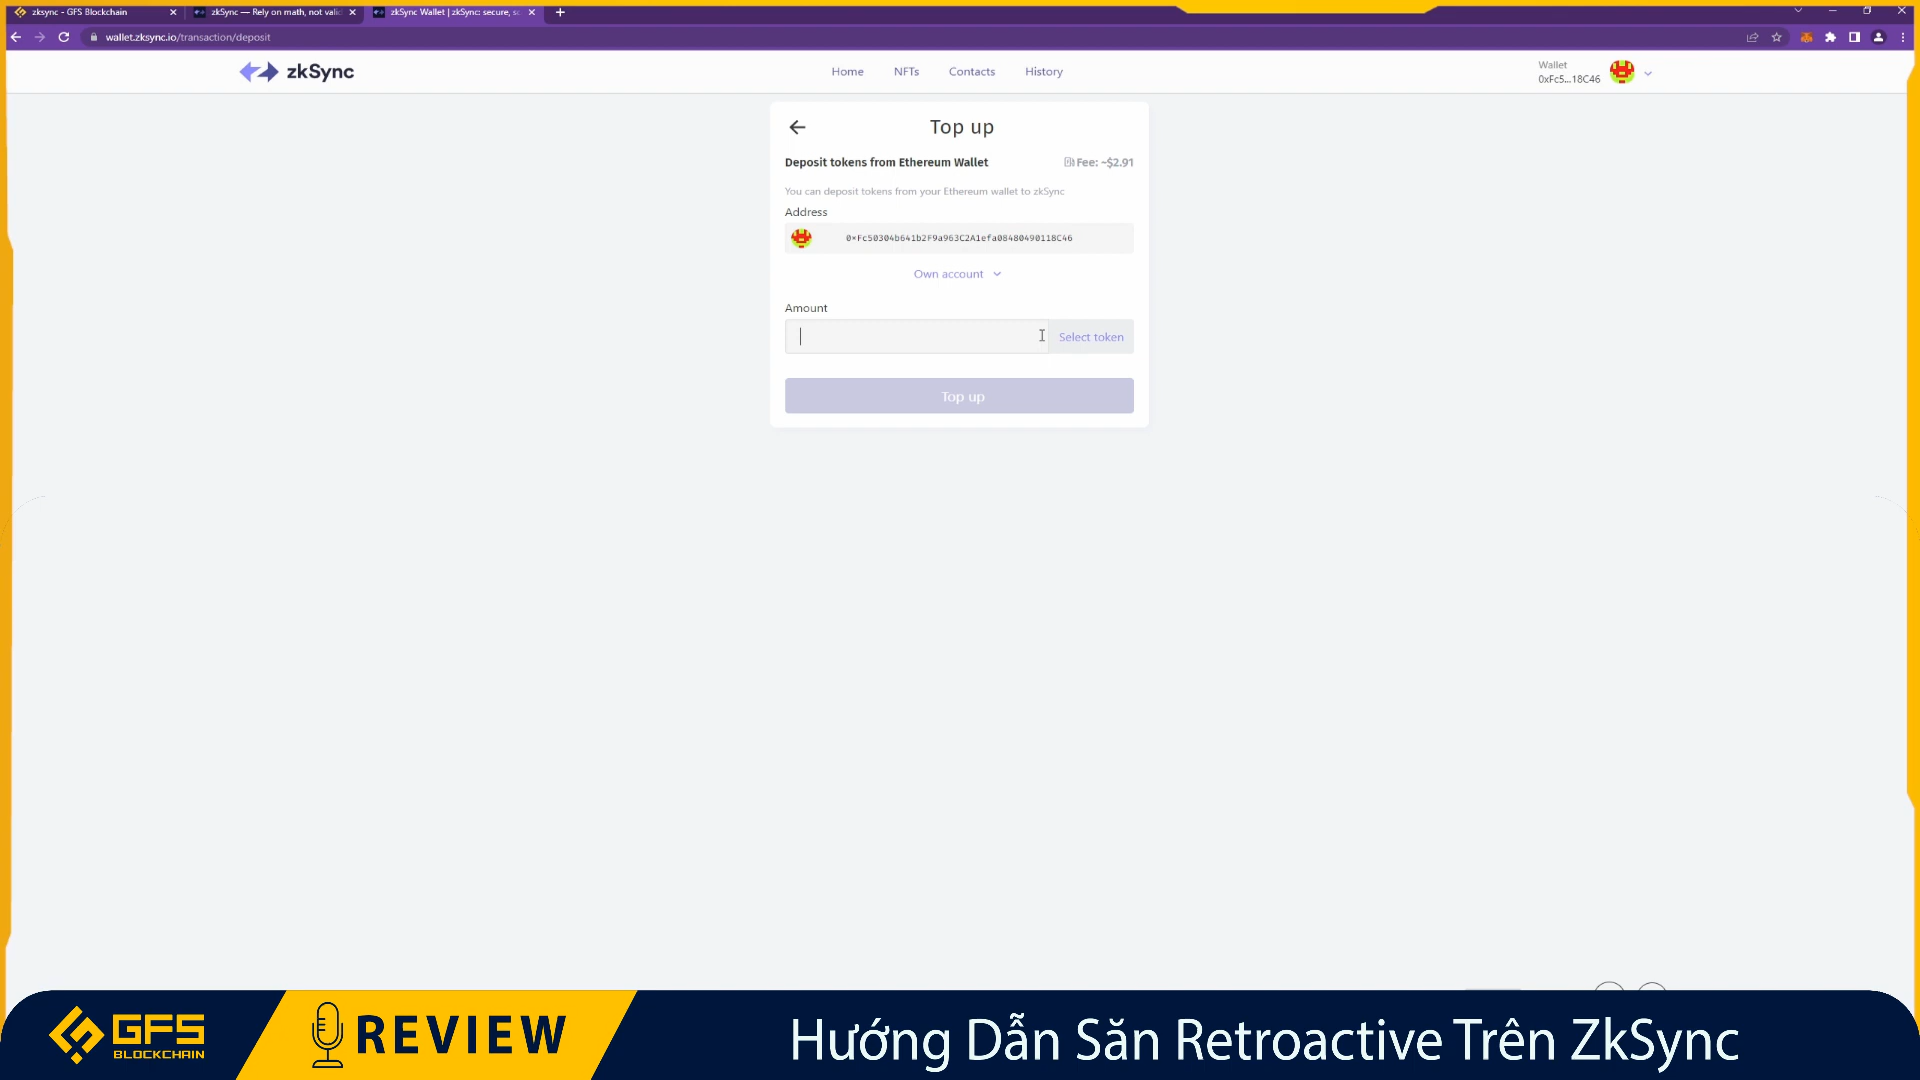 zksync - GFS Blockchain
zkSync — Rely on math, not valid
zkSync Wallet | zkSync: secure, sc
wallet.zksync.io/transaction/deposit
zkSync
Home
NFTs
Contacts
History
Wallet
0xFc5...18C46
Top up
Deposit tokens from Ethereum Wallet
Fee: ~$2.91
You can deposit tokens from your Ethereum wallet to zkSync
Address
0xFc50304b641b2F9a963C2A1efa08480490118C46
Own account
Amount
Select token
Top up
GFS
BLOCKCHAIN
REVIEW
Hướng Dẫn Săn Retroactive Trên ZkSync